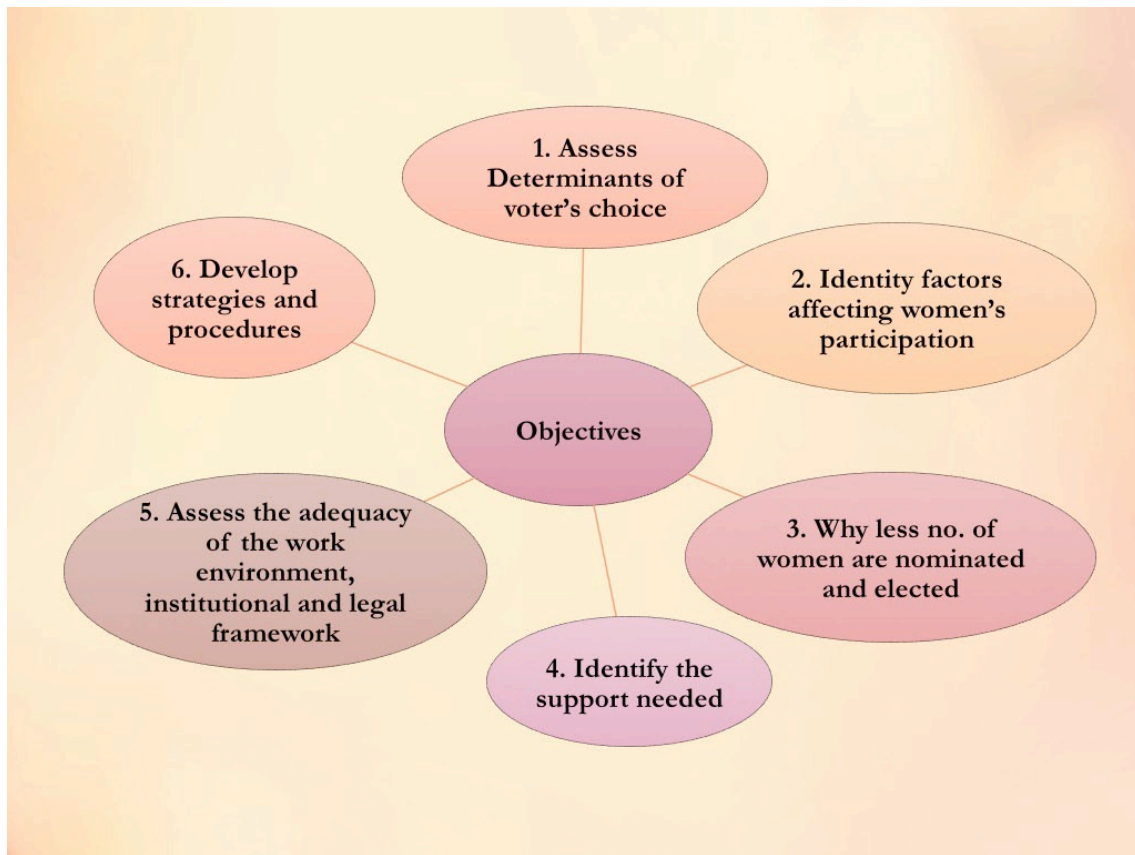 1. Assess
Determinants of
voter’s choice
2. Identity factors
affecting women’s
participation
3. Why less no. of
women are nominated
and elected
4. Identify the
support needed
5. Assess the adequacy
of the work
environment,
institutional and legal
framework
6. Develop
strategies and
procedures
Objectives